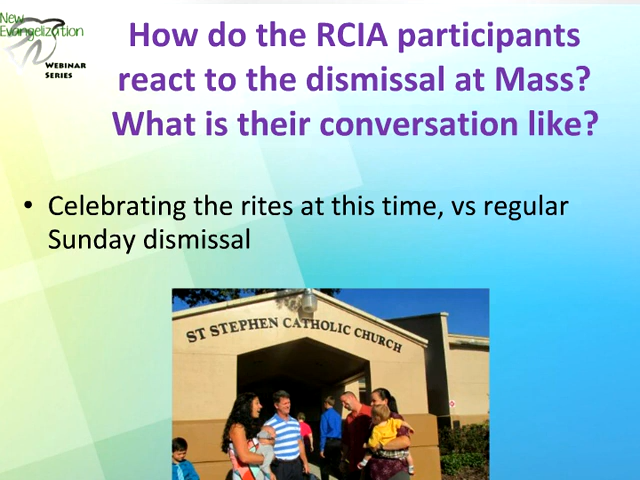 New
Evangelization
WEBINAR
SERIES
How do the RCIA participants
react to the dismissal at Mass?
What is their conversation like?
• Celebrating the rites at this time, vs regular
Sunday dismissal
ST STEPHEN CATHOLIC CHURCH